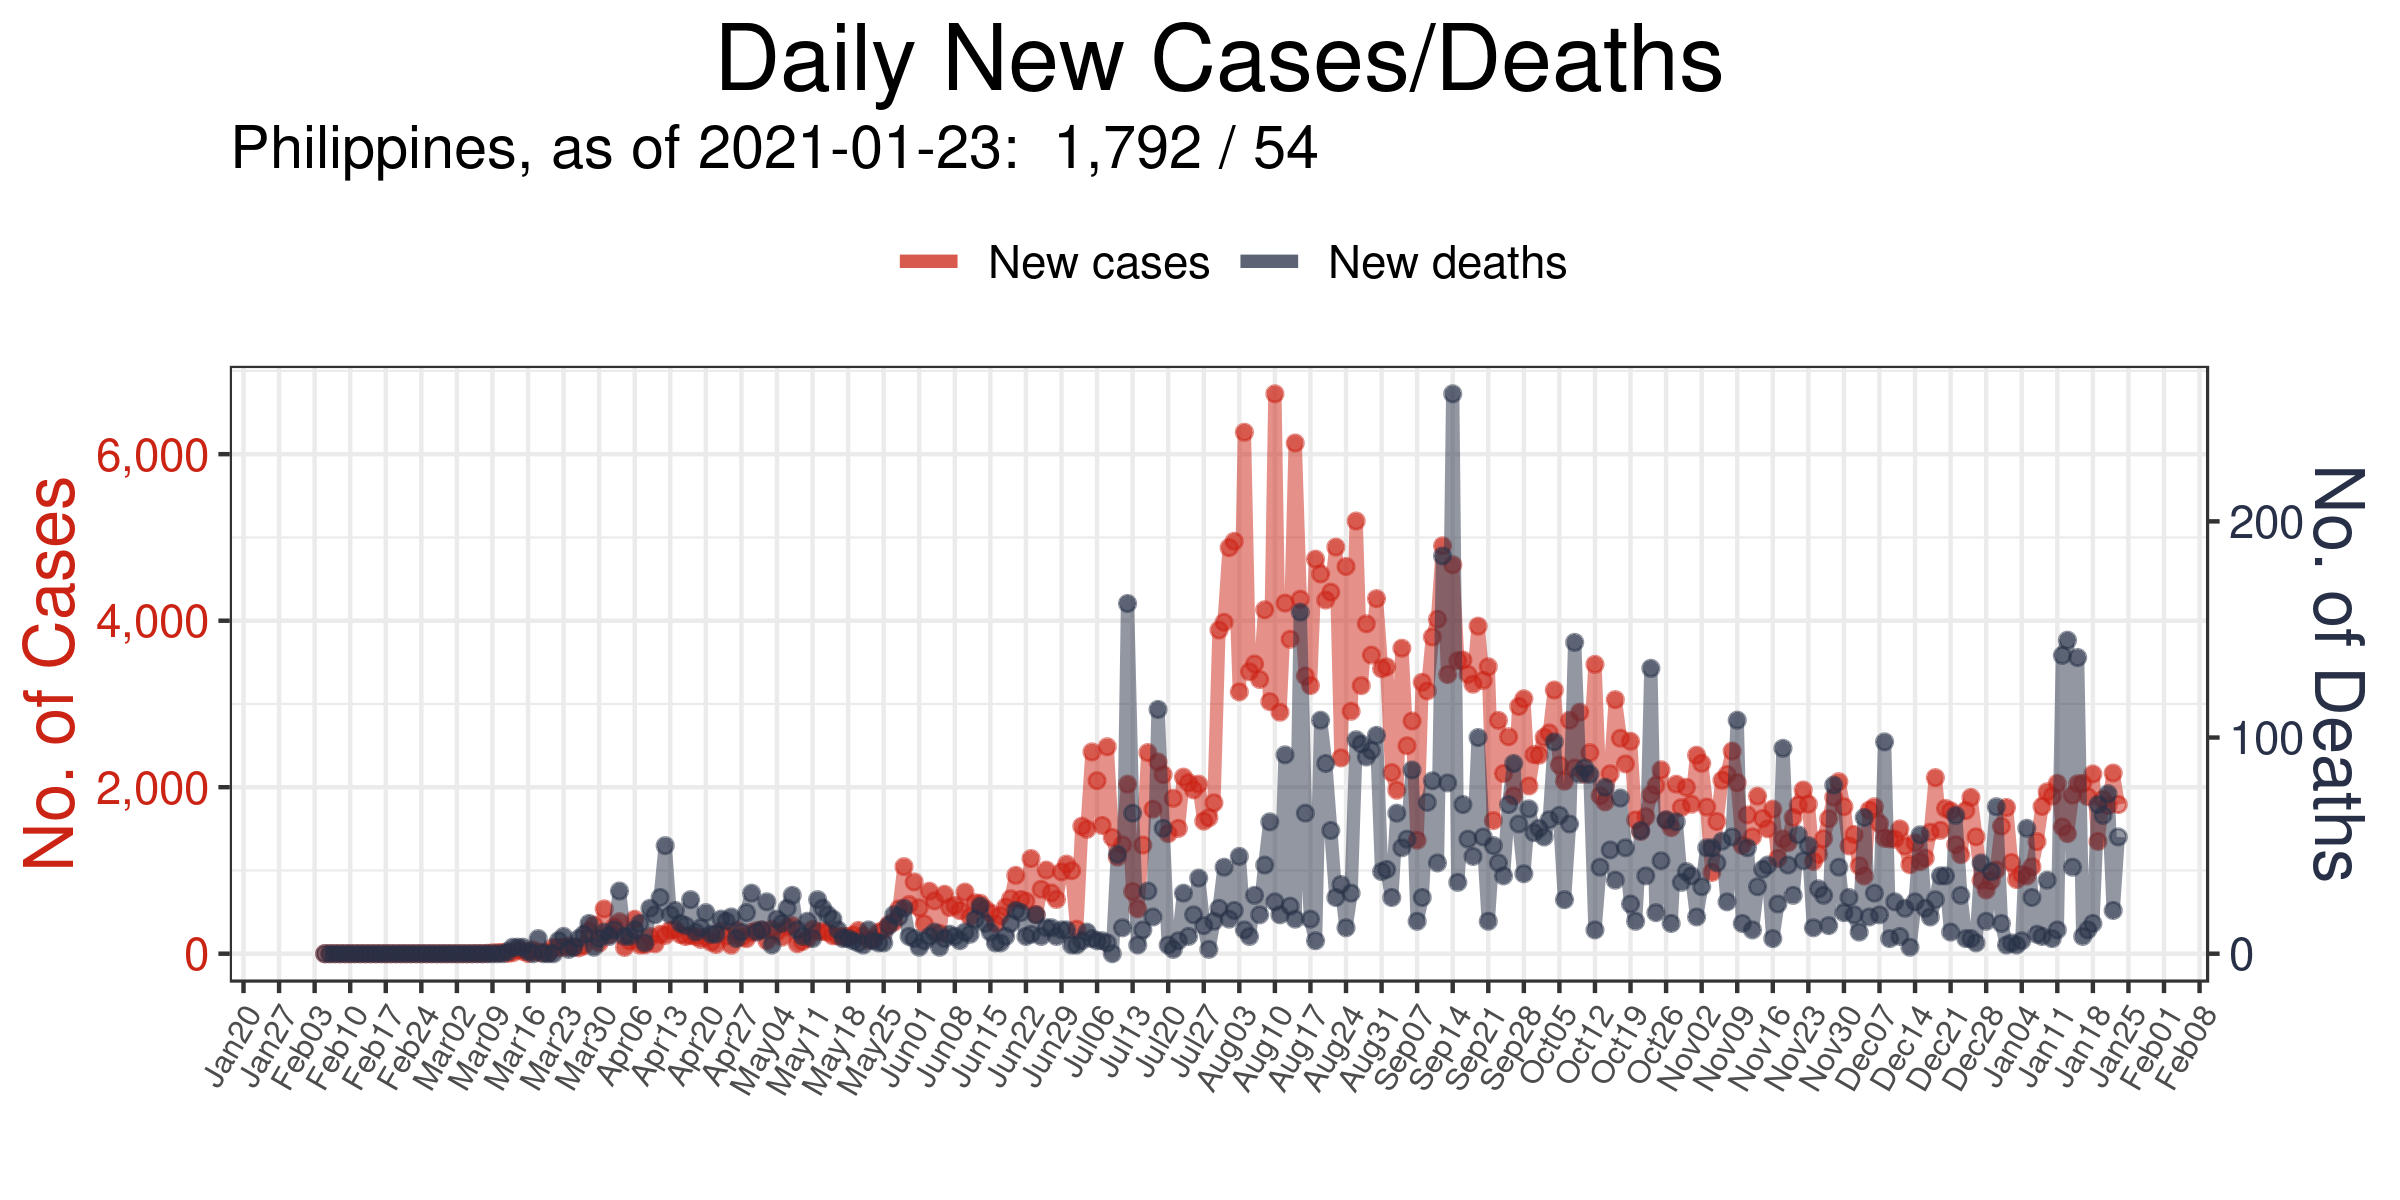 Daily New Cases/Deaths
Philippines, as of 2021-01-23:  1,792 / 54
New cases
New deaths
No. of Cases
6,000
4,000
2,000
0
No. of Deaths
200
100
0
Jan20
Jan27
Feb03
Feb10
Feb17
Feb24
Mar02
Mar09
Mar16
Mar23
Mar30
Apr06
Apr13
Apr20
Apr27
May04
May11
May18
May25
Jun01
Jun08
Jun15
Jun22
Jun29
Jul06
Jul13
Jul20
Jul27
Aug03
Aug10
Aug17
Aug24
Aug31
Sep07
Sep14
Sep21
Sep28
Oct05
Oct12
Oct19
Oct26
Nov02
Nov09
Nov16
Nov23
Nov30
Dec07
Dec14
Dec21
Dec28
Jan04
Jan11
Jan18
Jan25
Feb01
Feb08